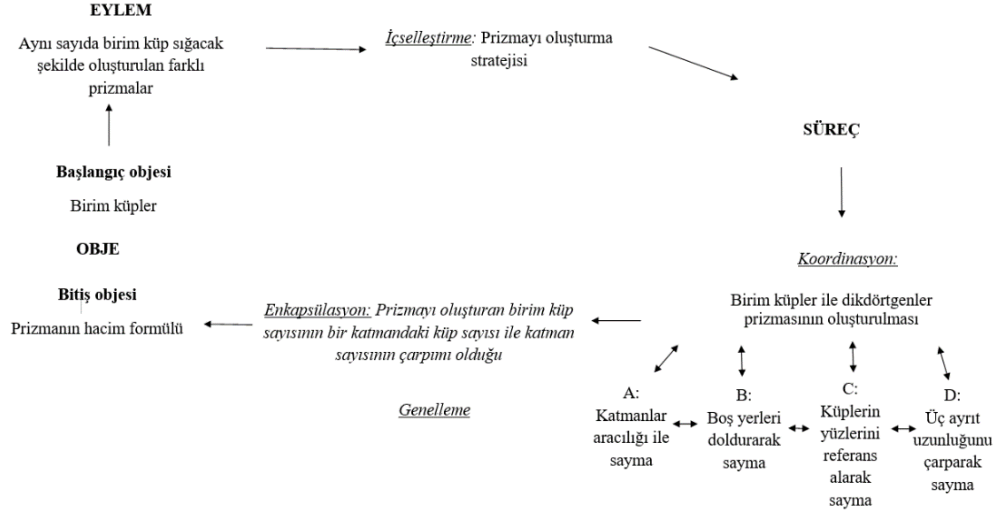 EYLEM
Aynı sayıda birim küp sığacak
şekilde oluşturulan farklı
prizmalar
İçselleştirme: Prizmayı oluşturma
stratejisi
SÜREÇ
Başlangıç objesi
Birim küpler
OBJE
Bitiş objesi
Prizmanın hacim formülü
Enkapsülasyon: Prizmayı oluşturan birim küp
sayısının bir katmandaki küp sayısı ile katman
sayısının çarpımı olduğu
Genelleme
Koordinasyon:
Birim küpler ile dikdörtgenler
prizmasının oluşturulması
A:
Katmanlar
aracılığı ile
sayma
B:
Boş yerleri
doldurarak
sayma
C:
Küplerin
yüzlerini
referans
alarak
sayma
D:
Üç ayrıt
uzunluğunu
çarparak
sayma